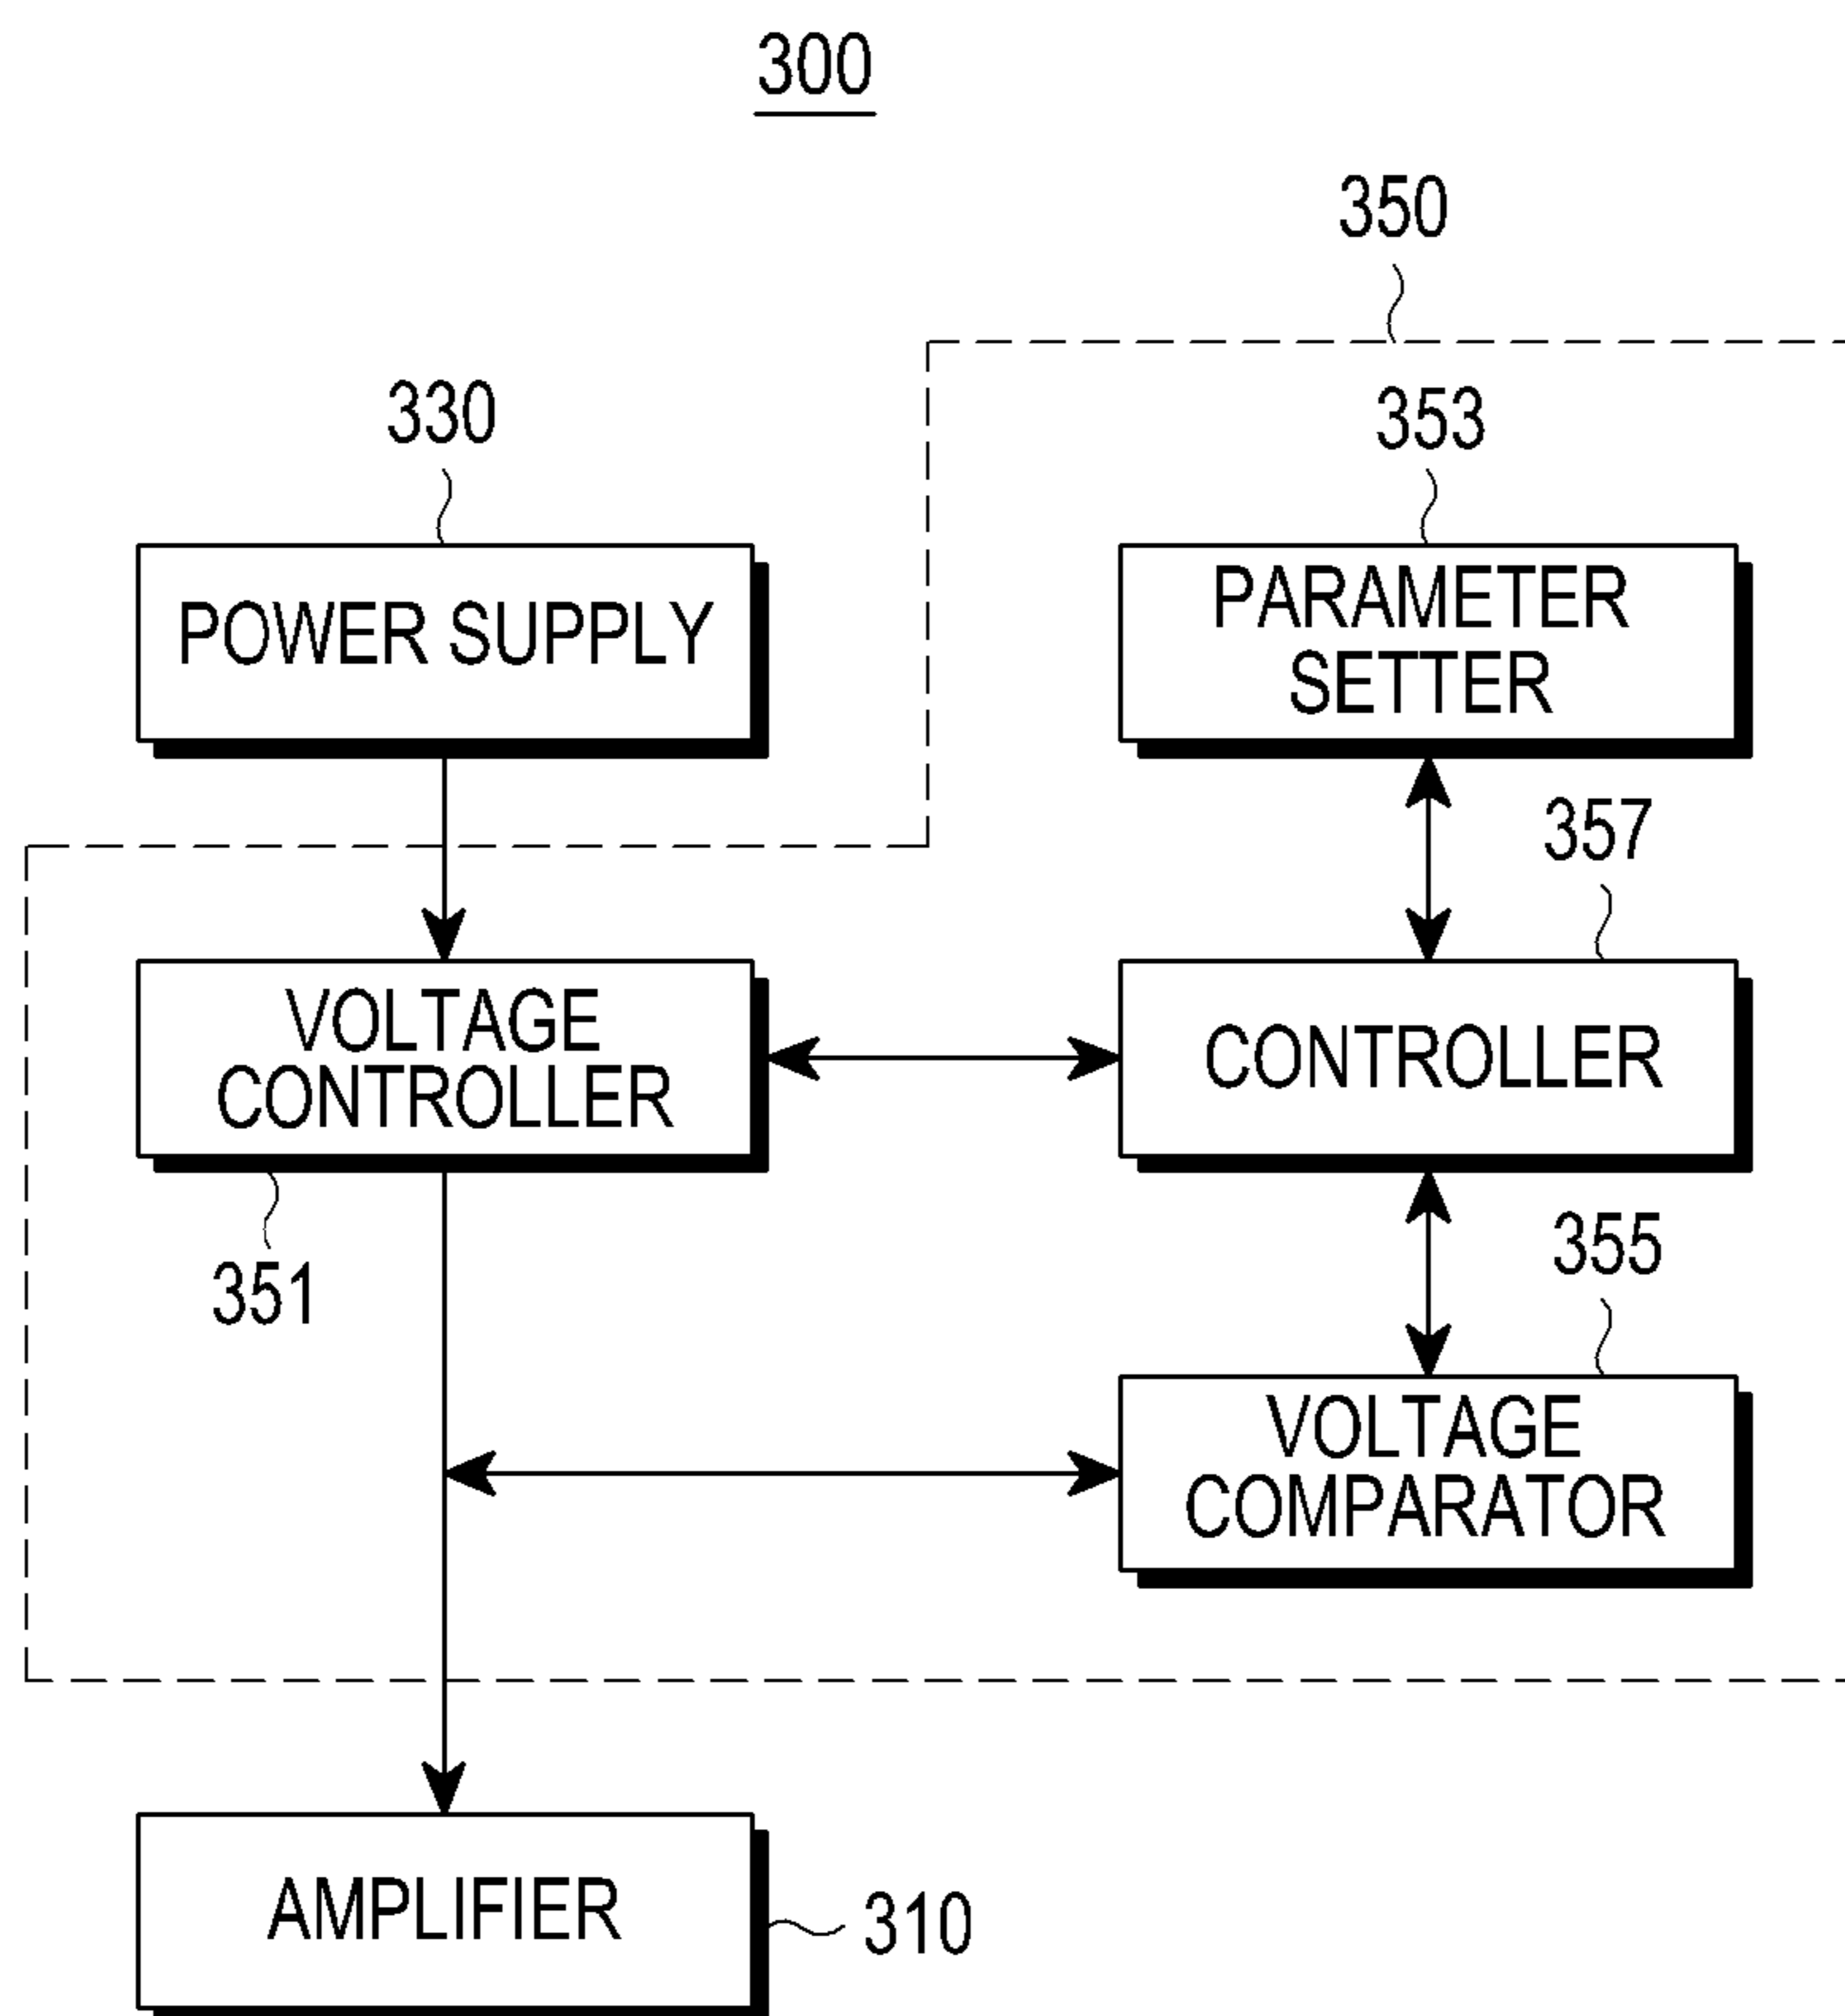 300
350
330
353
POWER SUPPLY
PARAMETER
SETTER
357
VOLTAGE
CONTROLLER
CONTROLLER
351
355
VOLTAGE
COMPARATOR
AMPLIFIER
310